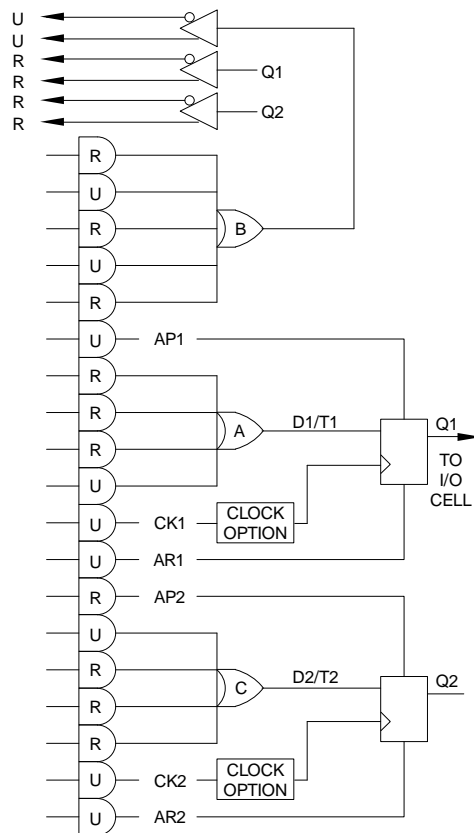 U
U
R
R
Q1
R
R
Q2
R
U
R
B
U
R
U
AP1
R
R
A
D1/T1
Q1
R
TO
I/O
CELL
U
U
CK1
CLOCK
OPTION
U
AR1
R
AP2
U
R
C
D2/T2
Q2
R
R
U
CK2
CLOCK
OPTION
U
AR2